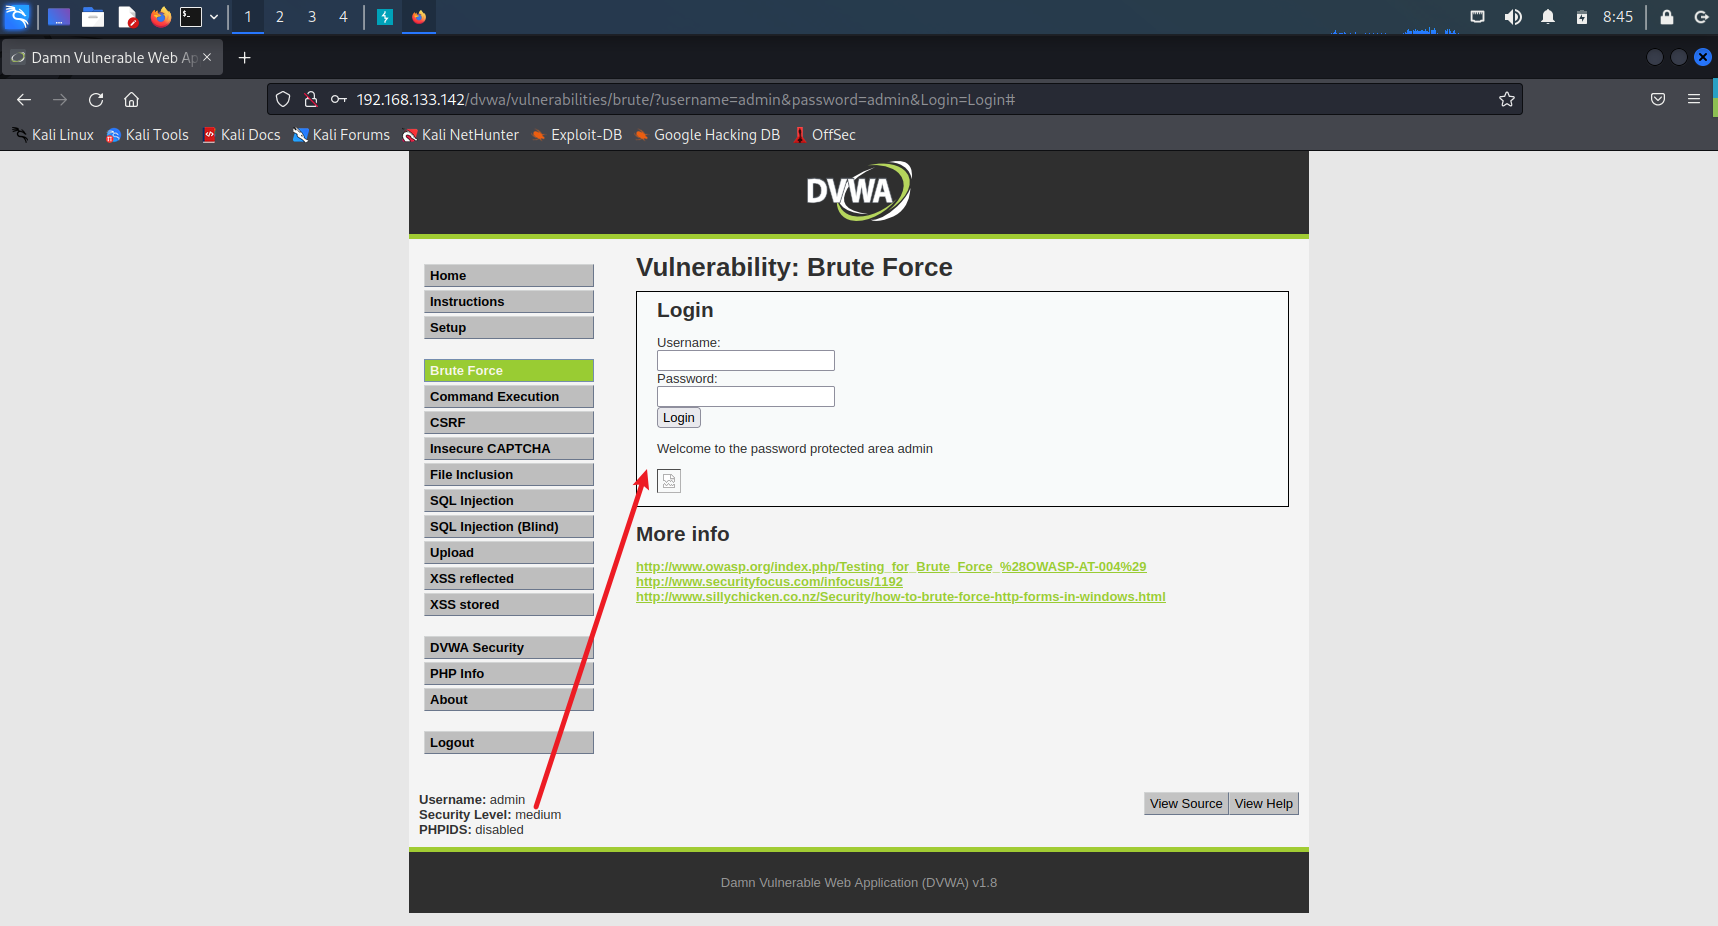 1 2 3 4 8:45
Damn Vulnerable Web Ap
192.168.133.142/dvwa/vulnerabilities/brute/?username=admin&password=admin&Login=Login#
Kali Linux Kali Tools Kali Docs Kali Forums Kali NetHunter Exploit-DB Google Hacking DB OffSec
DVWA
Home
Instructions
Setup
Brute Force
Command Execution
CSRF
Insecure CAPTCHA
File Inclusion
SQL Injection
SQL Injection (Blind)
Upload
XSS reflected
XSS stored
DVWA Security
PHP Info
About
Logout
Vulnerability: Brute Force
Login
Username:
Password:
Login
Welcome to the password protected area admin
More info
http://www.owasp.org/index.php/Testing_for_Brute_Force_%28OWASP-AT-004%29
http://www.securityfocus.com/infocus/1192
http://www.sillychicken.co.nz/Security/how-to-brute-force-http-forms-in-windows.html
Username: admin
Security Level: medium
PHPIDS: disabled
View Source View Help
Damn Vulnerable Web Application (DVWA) v1.8